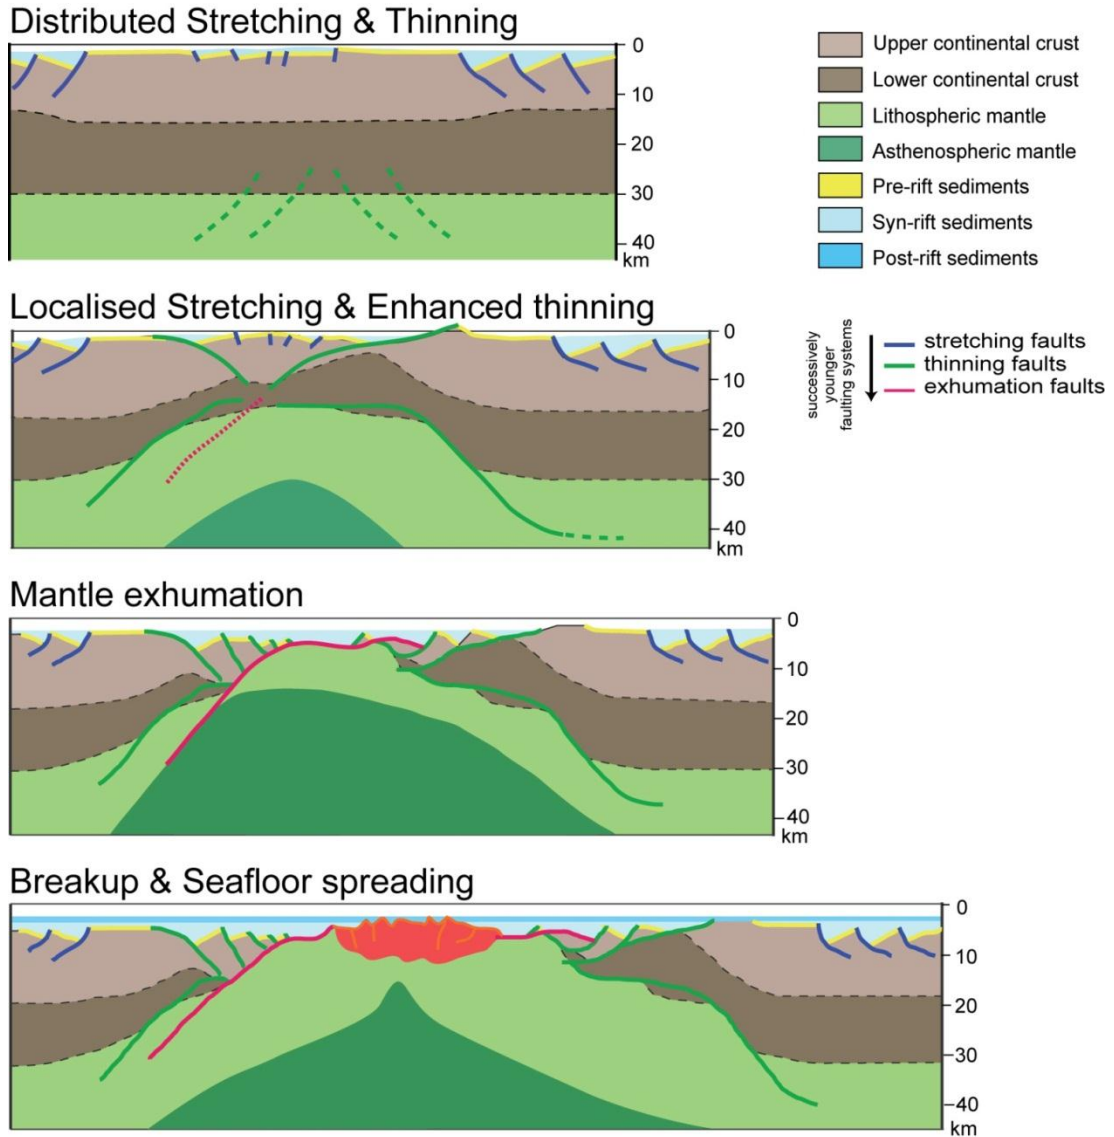 Distributed Stretching & Thinning
0
10
20
30
40
km
Upper continental crust
Lower continental crust
Lithospheric mantle
Asthenospheric mantle
Pre-rift sediments
Syn-rift sediments
Post-rift sediments
Localised Stretching & Enhanced thinning
0
10
20
30
40
km
successively
younger
faulting systems
stretching faults
thinning faults
exhumation faults
Mantle exhumation
0
10
20
30
40
km
Breakup & Seafloor spreading
0
10
20
30
40
km